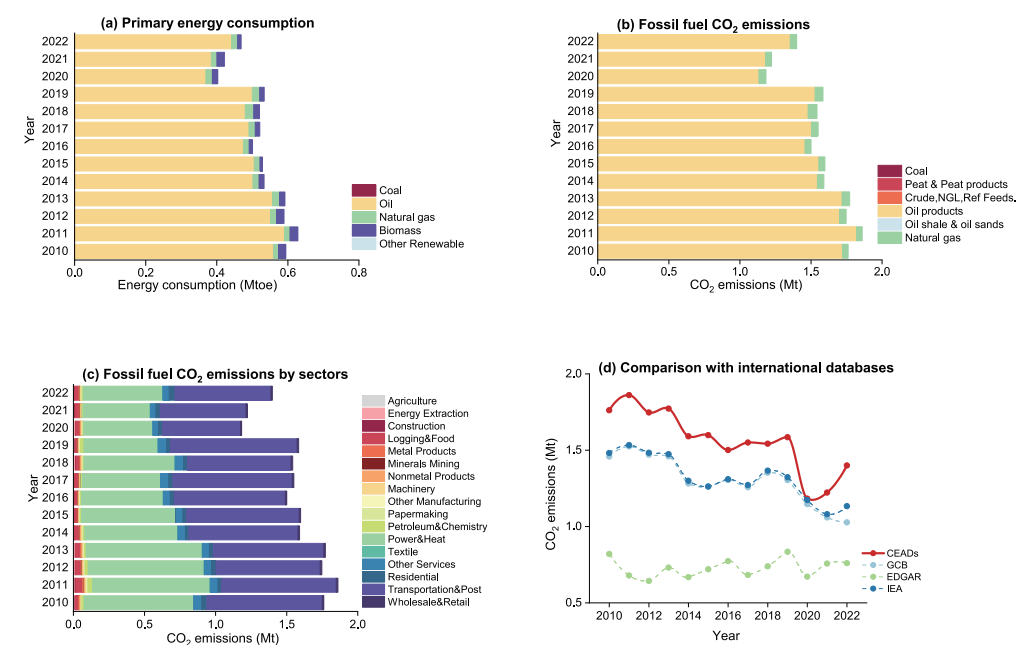 (a) Primary energy consumption
2022
2021
2020
2019
2018
2017
2016
2015
2014
2013
2012
2011
2010
Year
0.0 0.2 0.4 0.6 0.8
Energy consumption (Mtoe)
Coal
Oil
Natural gas
Biomass
Other Renewable
(b) Fossil fuel CO₂ emissions
2022
2021
2020
2019
2018
2017
2016
2015
2014
2013
2012
2011
2010
Year
0.0 0.5 1.0 1.5 2.0
CO₂ emissions (Mt)
Coal
Peat & Peat products
Crude,NGL,Ref Feeds.
Oil products
Oil shale & oil sands
Natural gas
(c) Fossil fuel CO₂ emissions by sectors
2022
2021
2020
2019
2018
2017
2016
2015
2014
2013
2012
2011
2010
Year
0.0 0.5 1.0 1.5 2.0
CO₂ emissions (Mt)
Agriculture
Energy Extraction
Construction
Logging&Food
Metal Products
Minerals Mining
Nonmetal Products
Machinery
Other Manufacturing
Papermaking
Petroleum&Chemistry
Power&Heat
Textile
Other Services
Residential
Transportation&Post
Wholesale&Retail
(d) Comparison with international databases
2.0
1.5
1.0
0.5
CO₂ emissions (Mt)
2010 2012 2014 2016 2018 2020 2022
Year
CEADs
GCB
EDGAR
IEA